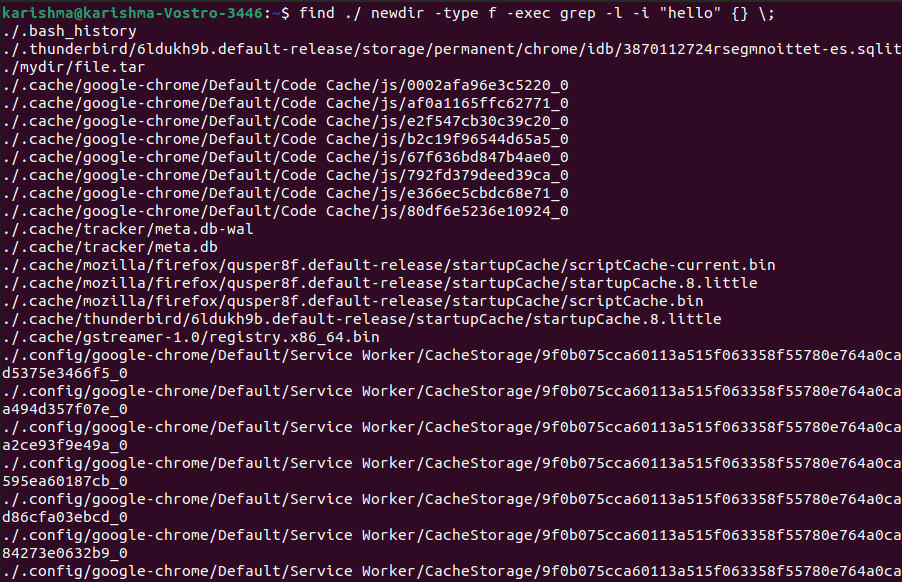 karishma@karishma-Vostro-3446:~$ find ./ newdir -type f -exec grep -l -i "hello" {} \;
./.bash_history
./.thunderbird/6ldukh9b.default-release/storage/permanent/chrome/idb/3870112724rsegmnoittet-es.sqlit
./mydir/file.tar
./.cache/google-chrome/Default/Code Cache/js/0002afa96e3c5220_0
./.cache/google-chrome/Default/Code Cache/js/af0a1165ffc62771_0
./.cache/google-chrome/Default/Code Cache/js/e2f547cb30c39c20_0
./.cache/google-chrome/Default/Code Cache/js/b2c19f96544d65a5_0
./.cache/google-chrome/Default/Code Cache/js/67f636bd847b4ae0_0
./.cache/google-chrome/Default/Code Cache/js/792fd379deed39ca_0
./.cache/google-chrome/Default/Code Cache/js/e366ec5cbdc68e71_0
./.cache/google-chrome/Default/Code Cache/js/80df6e5236e10924_0
./.cache/tracker/meta.db-wal
./.cache/tracker/meta.db
./.cache/mozilla/firefox/qusper8f.default-release/startupCache/scriptCache-current.bin
./.cache/mozilla/firefox/qusper8f.default-release/startupCache/startupCache.8.little
./.cache/mozilla/firefox/qusper8f.default-release/startupCache/scriptCache.bin
./.cache/thunderbird/6ldukh9b.default-release/startupCache/startupCache.8.little
./.cache/gstreamer-1.0/registry.x86_64.bin
./.config/google-chrome/Default/Service Worker/CacheStorage/9f0b075cca60113a515f063358f55780e764a0ca
d5375e3466f5_0
./.config/google-chrome/Default/Service Worker/CacheStorage/9f0b075cca60113a515f063358f55780e764a0ca
a494d357f07e_0
./.config/google-chrome/Default/Service Worker/CacheStorage/9f0b075cca60113a515f063358f55780e764a0ca
a2ce93f9e49a_0
./.config/google-chrome/Default/Service Worker/CacheStorage/9f0b075cca60113a515f063358f55780e764a0ca
595ea60187cb_0
./.config/google-chrome/Default/Service Worker/CacheStorage/9f0b075cca60113a515f063358f55780e764a0ca
d86cfa03ebcd_0
./.config/google-chrome/Default/Service Worker/CacheStorage/9f0b075cca60113a515f063358f55780e764a0ca
84273e0632b9_0
./.config/google-chrome/Default/Service Worker/CacheStorage/9f0b075cca60113a515f063358f55780e764a0ca